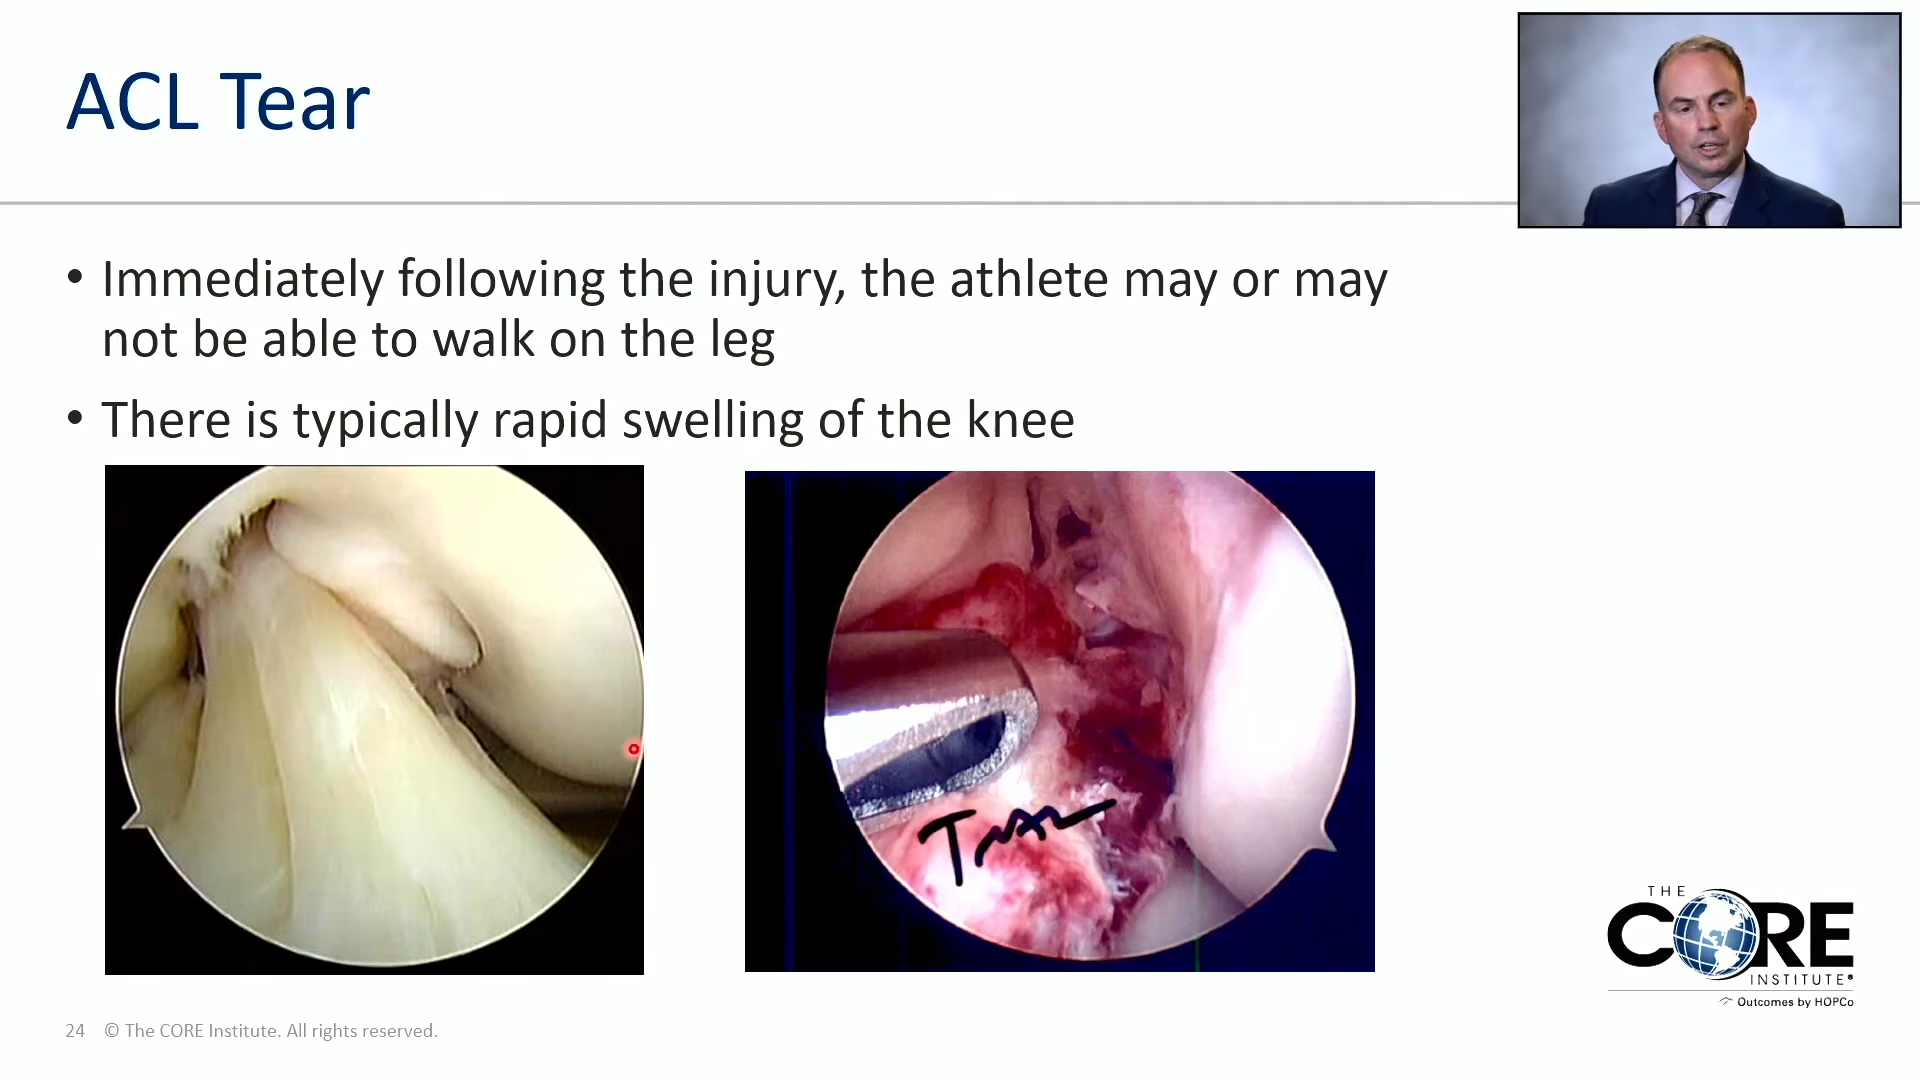 ACL Tear
• Immediately following the injury, the athlete may or may
not be able to walk on the leg
• There is typically rapid swelling of the knee
Tear
THE
CORE
INSTITUTE®
Outcomes by HOPCo
24 © The CORE Institute. All rights reserved.